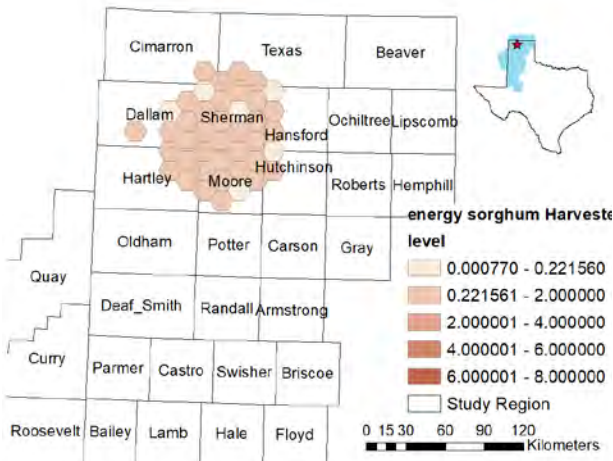 Cimarron Texas Beaver
Dallam Sherman Hansford Ochiltree Lipscomb
Hartley Moore Hutchinson Roberts Hemphill
energy sorghum Harveste
level
Oldham Potter Carson Gray
0.000770 - 0.221560
Quay
0.221561 - 2.000000
Deaf_Smith Randall Armstrong
2.000001 - 4.000000
4.000001 - 6.000000
Curry Parmer Castro Swisher Briscoe
6.000001 - 8.000000
Study Region
Roosevelt Bailey Lamb Hale Floyd
0 15 30 60 90 120
Kilometers